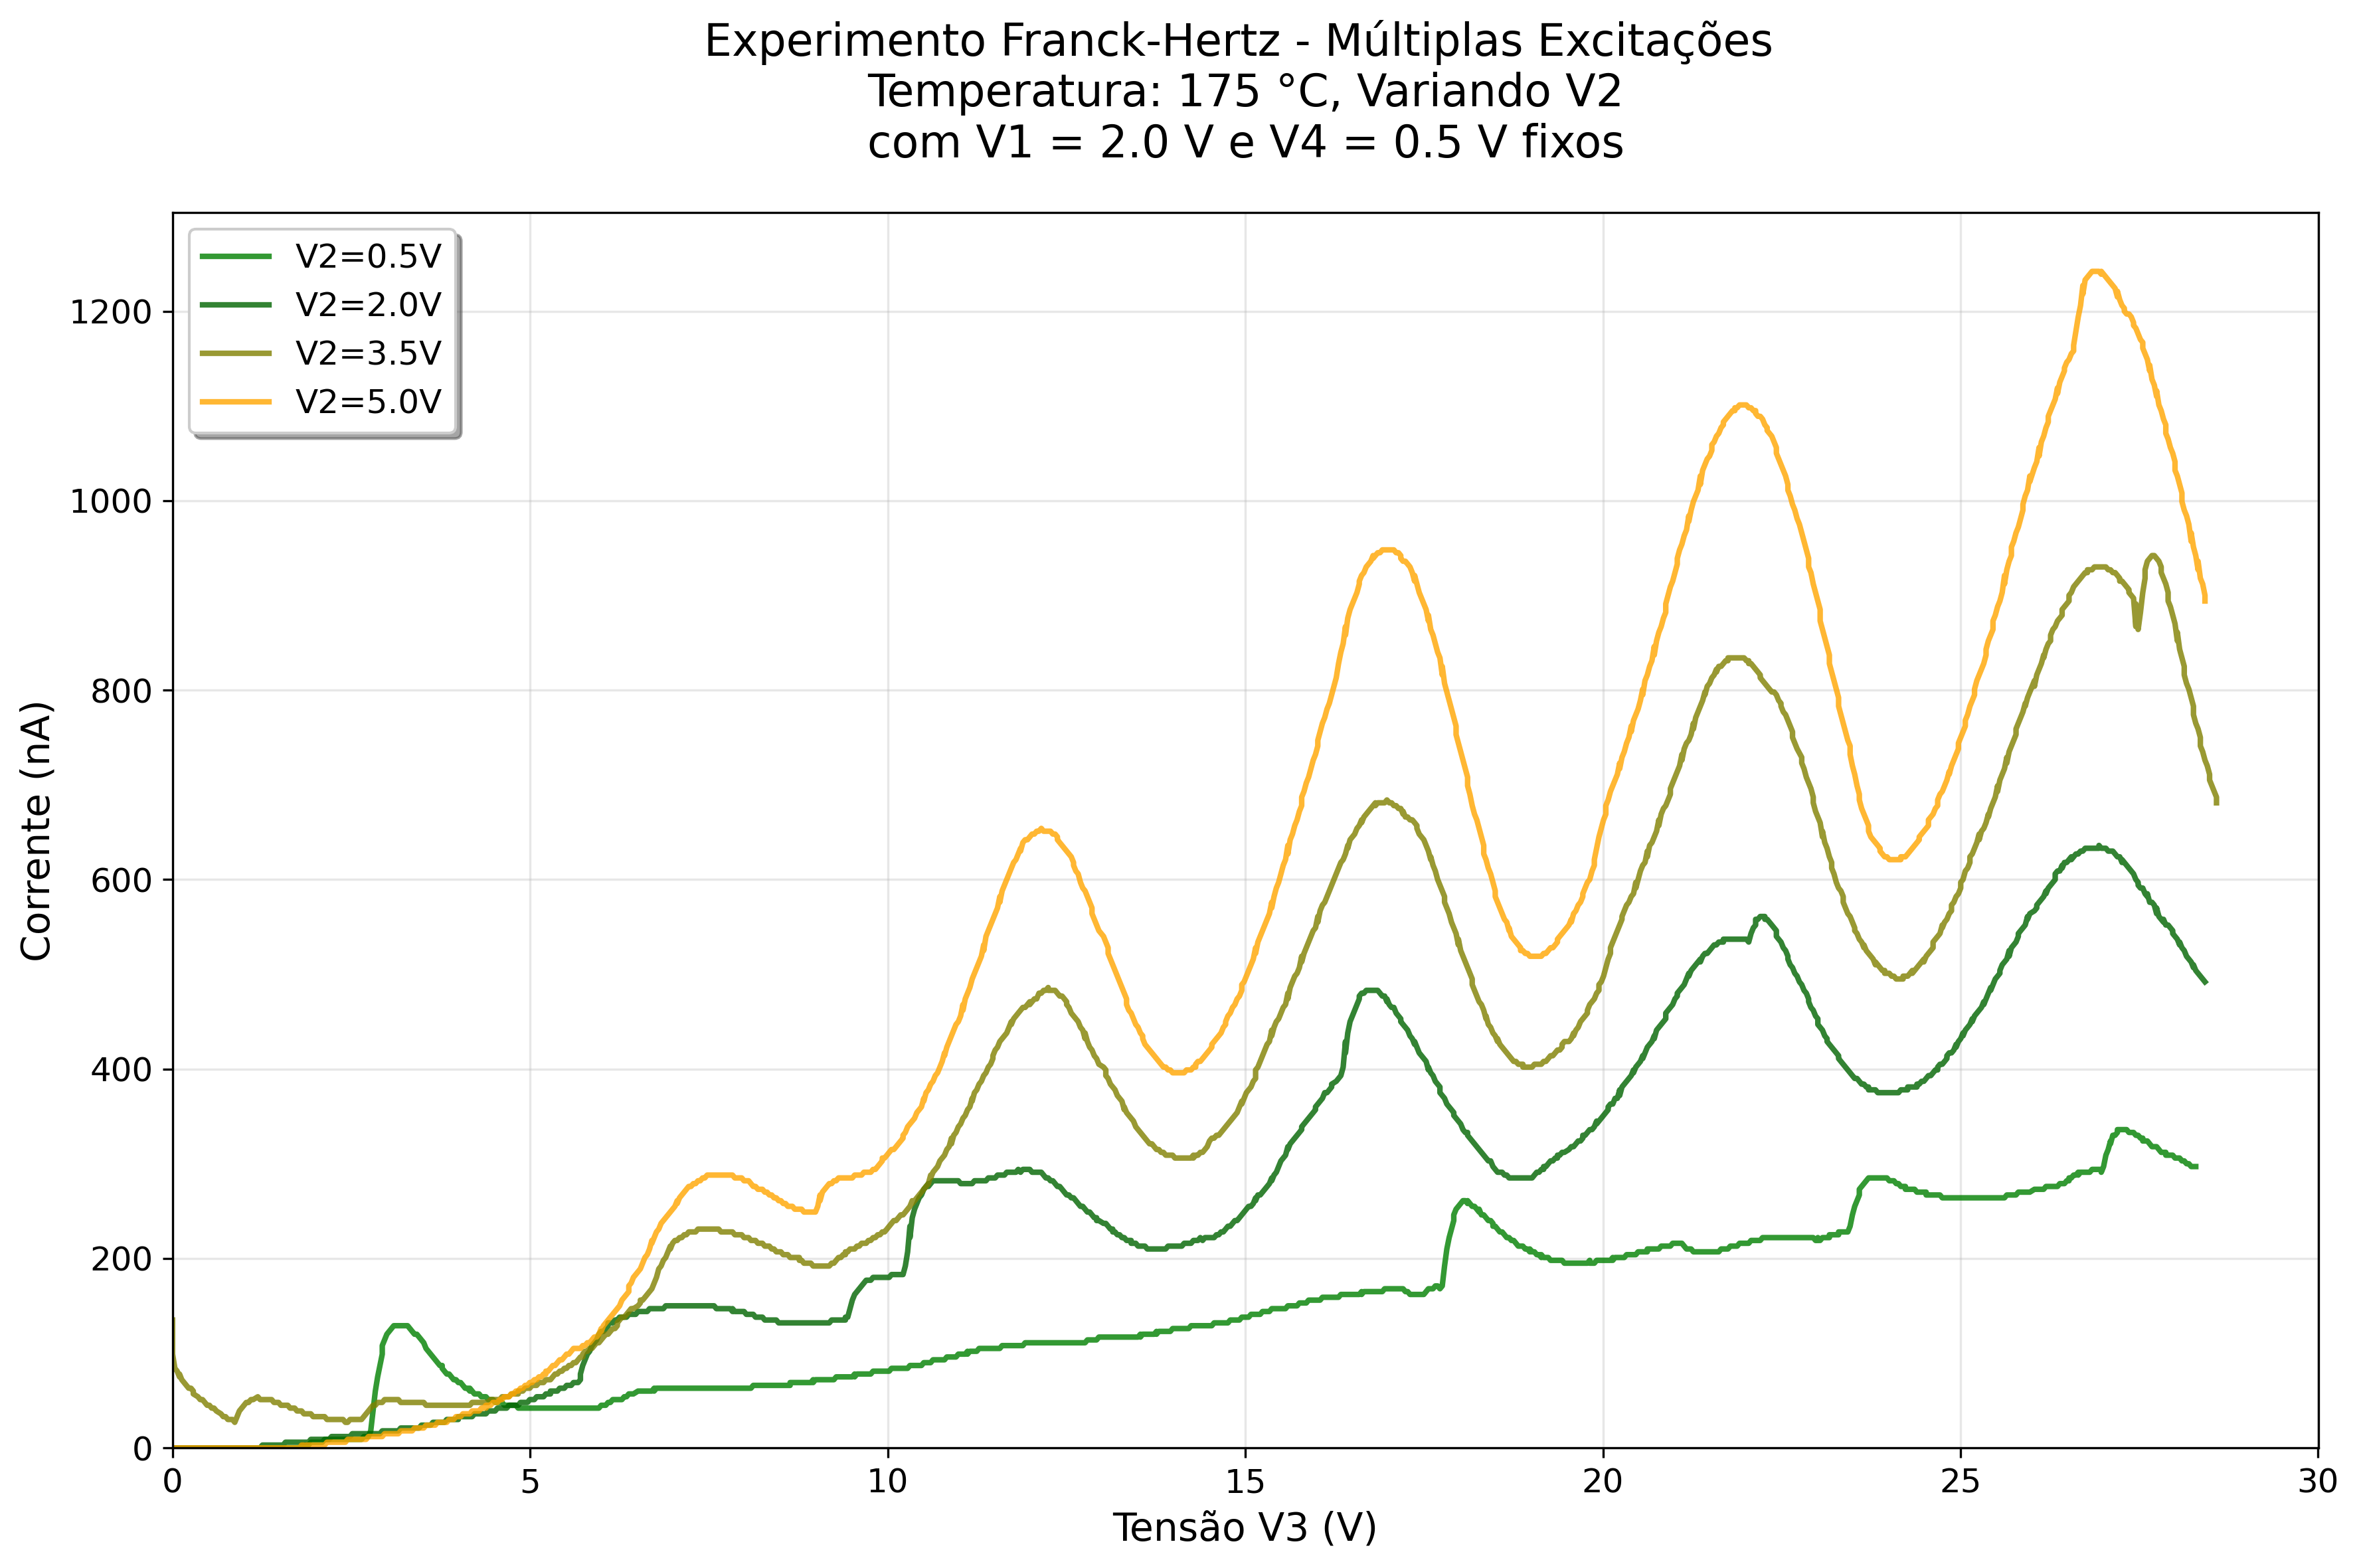 Experimento Franck-Hertz - Múltiplas Excitações
Temperatura: 175 °C, Variando V2
com V1 = 2.0 V e V4 = 0.5 V fixos
V2=0.5V
V2=2.0V
V2=3.5V
V2=5.0V
1200
1000
800
600
400
200
0
Corrente (nA)
0 5 10 15 20 25 30
Tensão V3 (V)